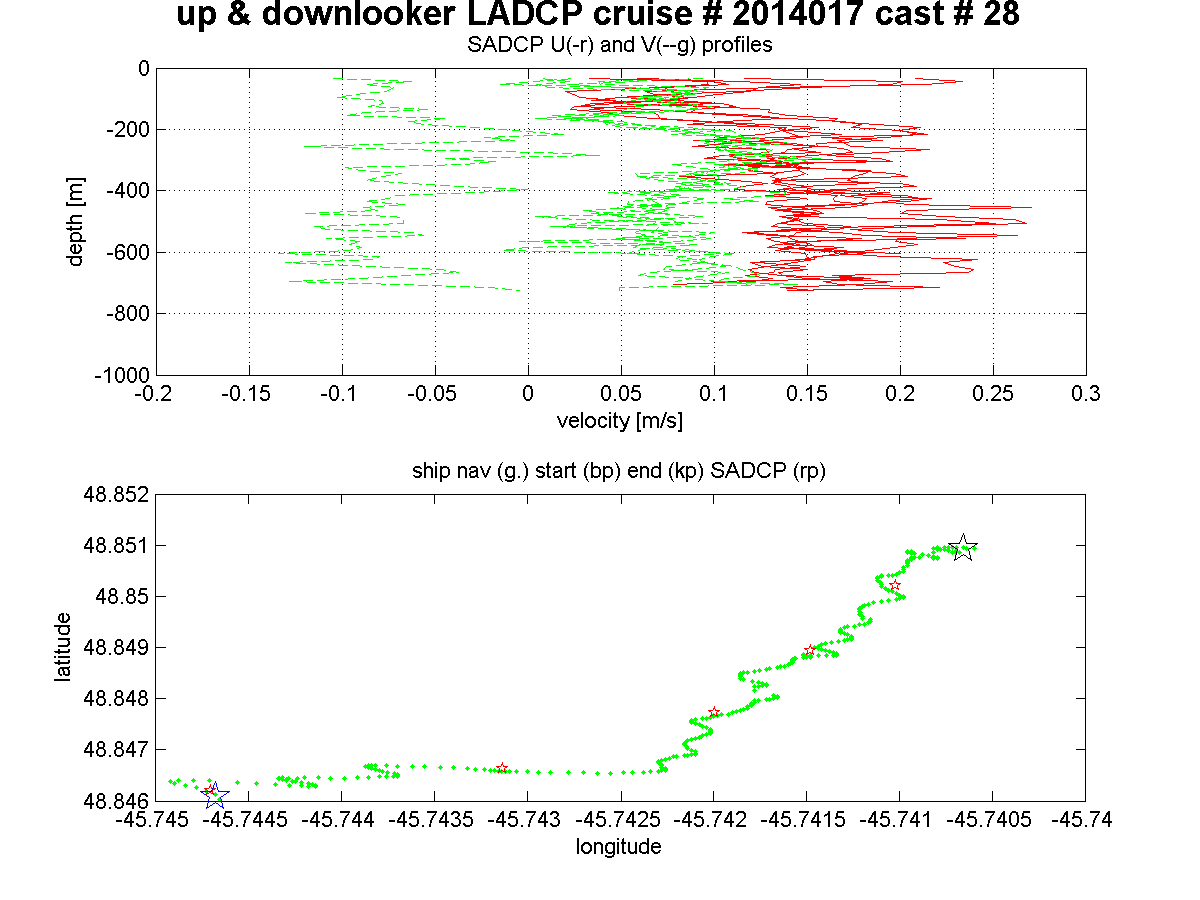 up & downlooker LADCP cruise # 2014017 cast # 28
SADCP U(-r) and V(--g) profiles
0
-200
-400
-600
-800
-1000
depth [m]
-0.2 -0.15 -0.1 -0.05 0 0.05 0.1 0.15 0.2 0.25 0.3
velocity [m/s]
ship nav (g.) start (bp) end (kp) SADCP (rp)
48.852
48.851
48.85
48.849
48.848
48.847
48.846
latitude
-45.745 -45.7445 -45.744 -45.7435 -45.743 -45.7425 -45.742 -45.7415 -45.741 -45.7405 -45.74
longitude